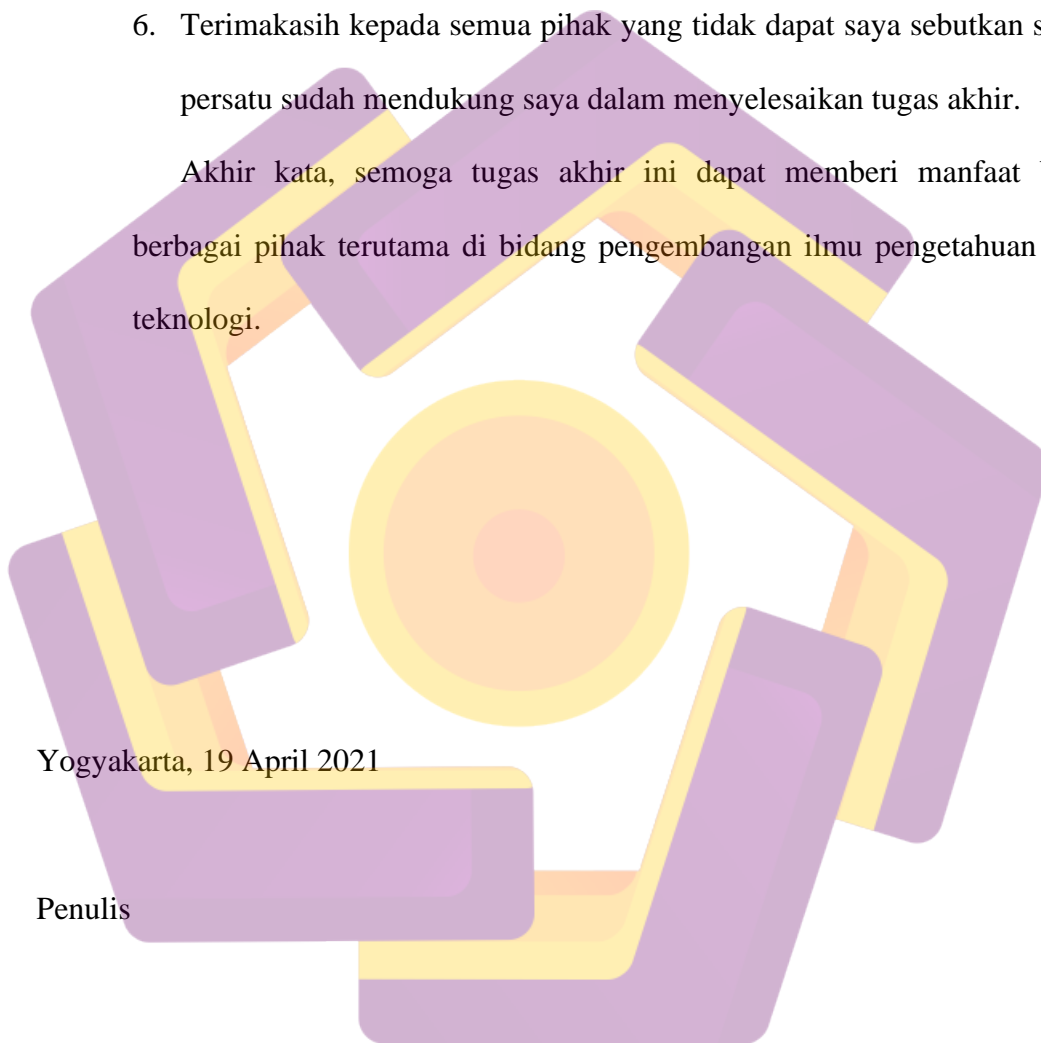 6. Terimakasih kepada semua pihak yang tidak dapat saya sebutkan
persatu sudah mendukung saya dalam menyelesaikan tugas akhir.
Akhir kata, semoga tugas akhir ini dapat memberi manfaat
berbagai pihak terutama di bidang pengembangan ilmu pengetahuan
teknologi.
Yogyakarta, 19 April 2021
Penulis